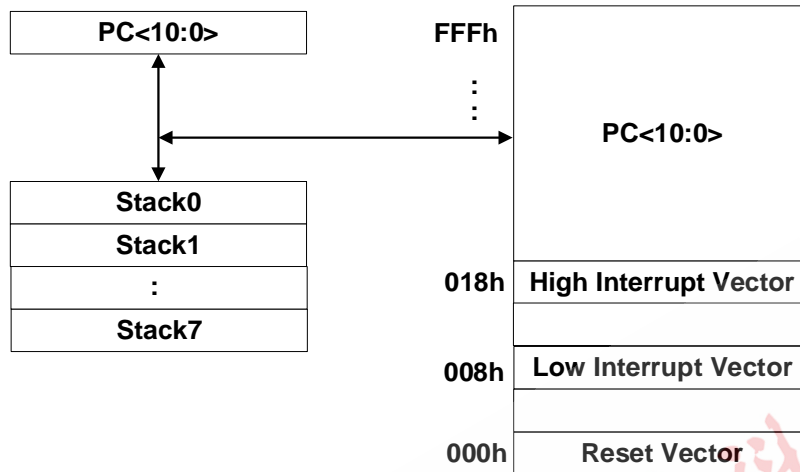 PC<10:0>
Stack0
Stack1
:
Stack7
FFFh
:
:
PC<10:0>
018h High Interrupt Vector
008h Low Interrupt Vector
000h Reset Vector